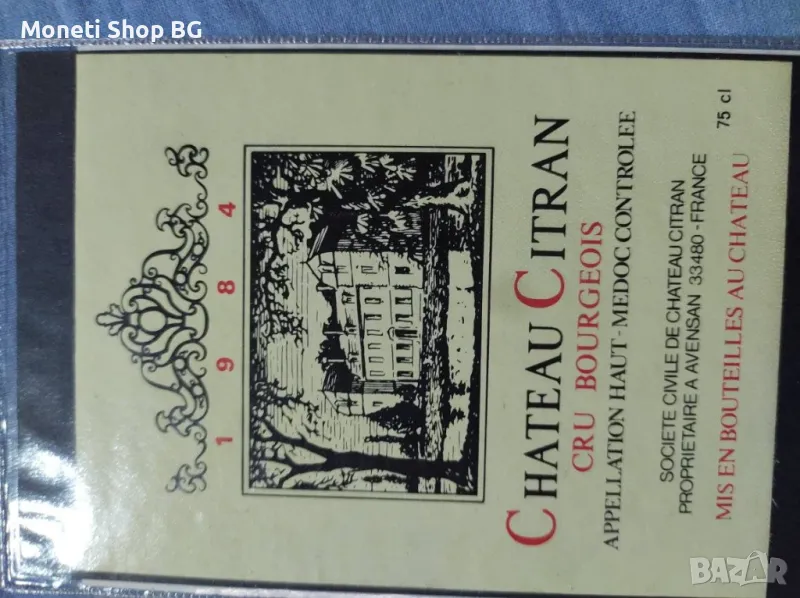 Moneti Shop BG
1 9 8 4
CHATEAU CITRAN
CRU BOURGEOIS
APPELLATION HAUT-MEDOC CONTROLEE
SOCIETE CIVILE DE CHATEAU CITRAN
PROPRIETAIRE A AVENSAN 33480-FRANCE
MIS EN BOUTEILLES AU CHATEAU
75 cl
BAZAR